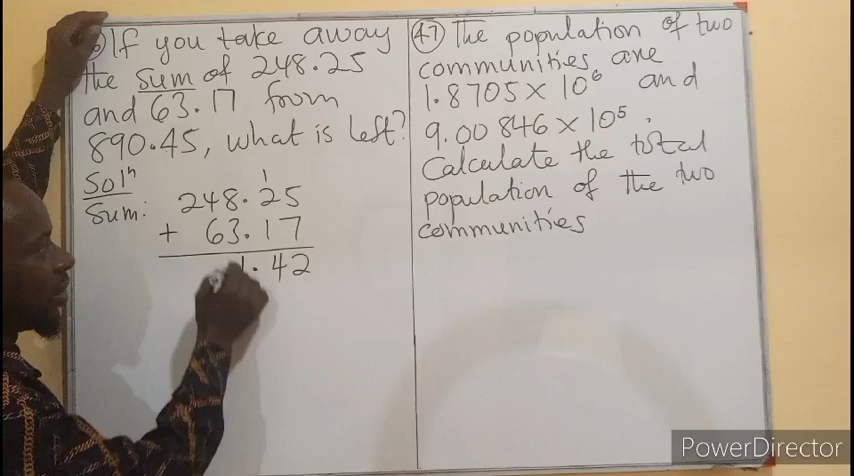 If you take away
the sum of 248.25
and 63.17 from
890.45, what is left?
Solⁿ
Sum:
1
248.25
+ 63.17
1.42
47 The population of two
communities are
1.8705 × 10⁶ and
9.00846 × 10⁵.
Calculate the total
population of the two
communities
PowerDirector